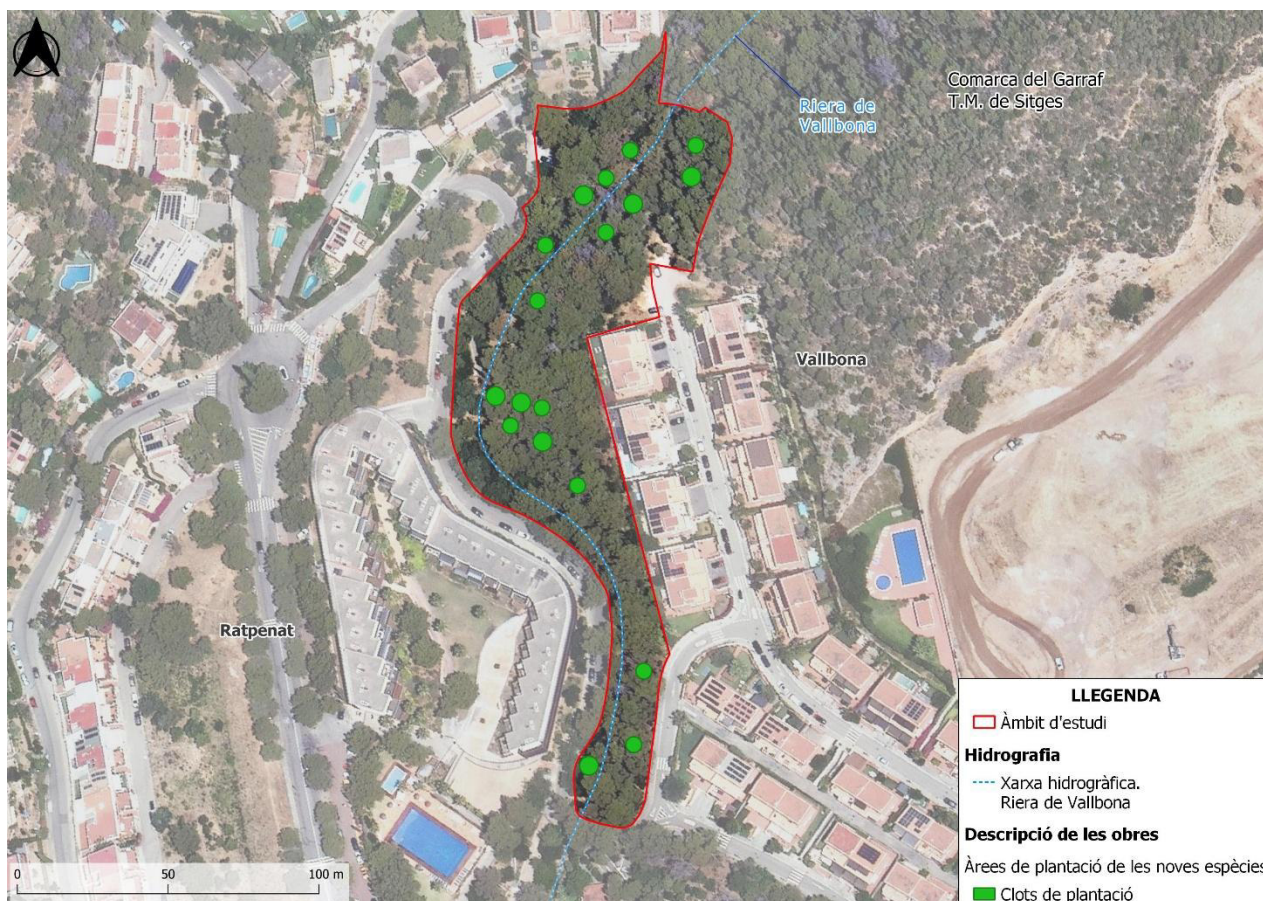 Comarca del Garraf
T.M. de Sitges
Riera de
Vallbona
Vallbona
Ratpenat
LLEGENDA
Àmbit d'estudi
Hidrografia
Xarxa hidrogràfica.
Riera de Vallbona
Descripció de les obres
Àrees de plantació de les noves espècies
Clots de plantació
0 50 100 m